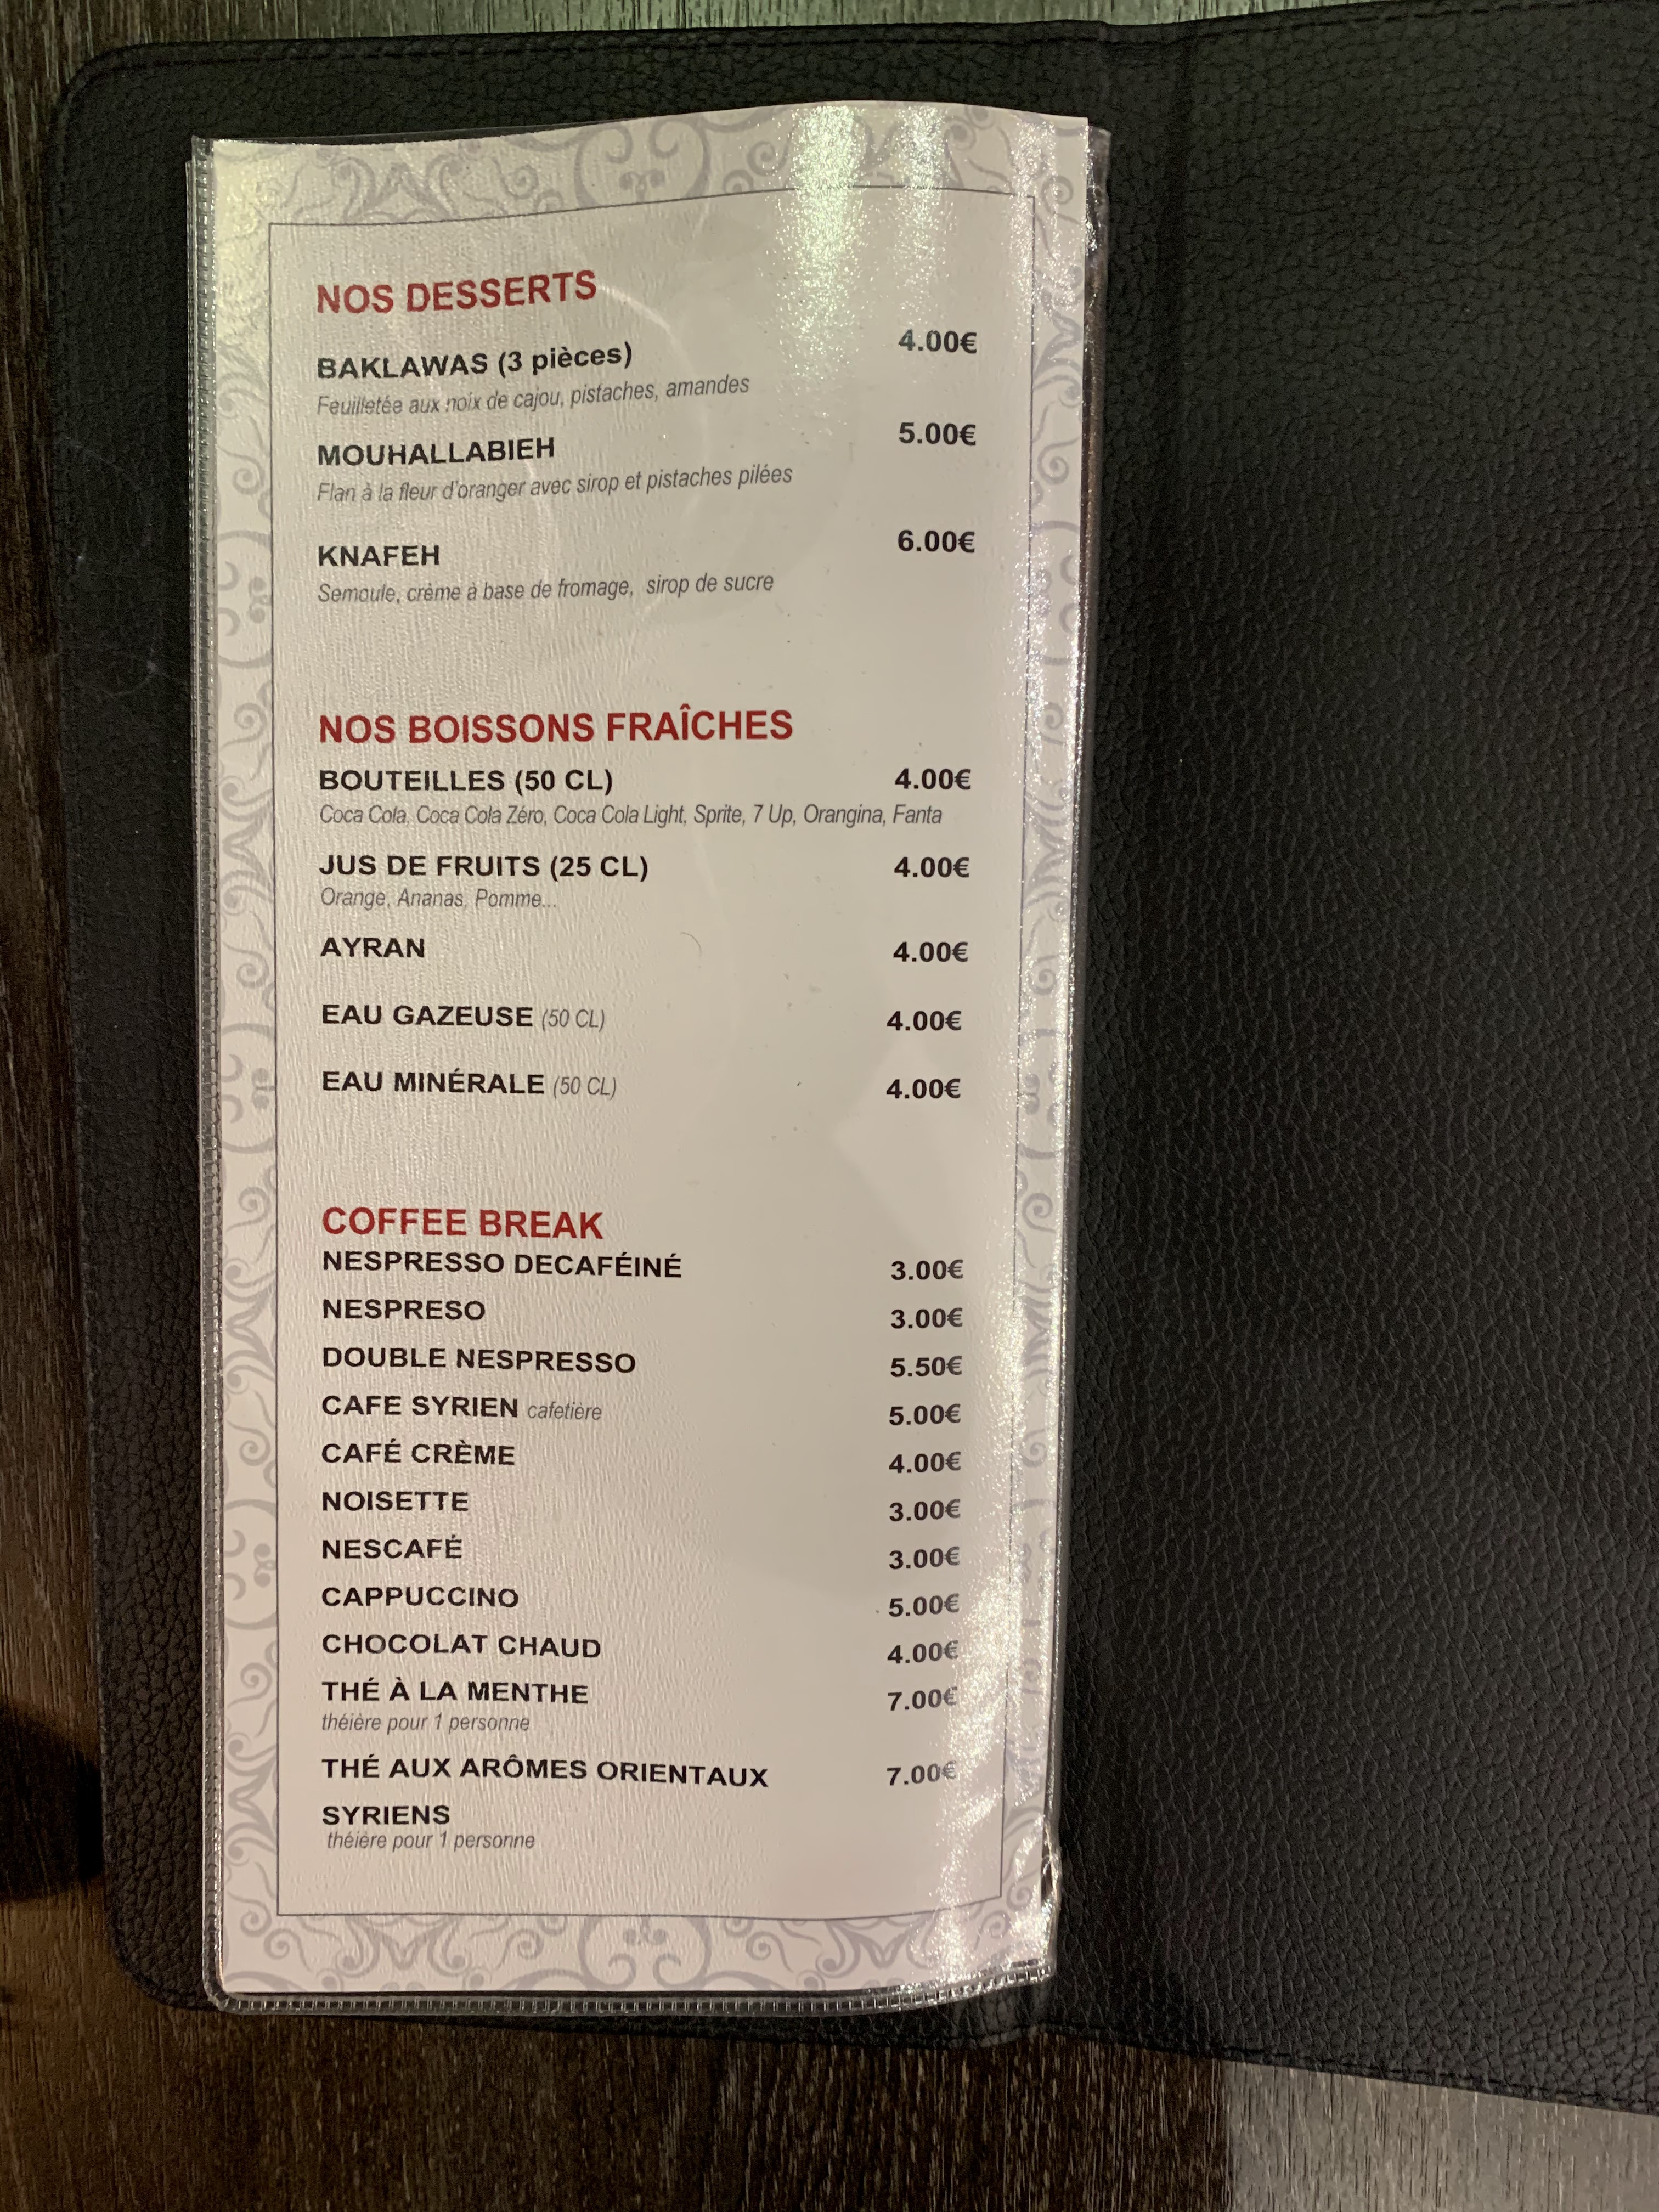 NOS DESSERTS
BAKLAWAS (3 pièces) 4.00€
Feuilletée aux noix de cajou, pistaches, amandes
MOUHALLABIEH 5.00€
Flan à la fleur d'oranger avec sirop et pistaches pilées
KNAFEH 6.00€
Semoule, crème à base de fromage, sirop de sucre
NOS BOISSONS FRAÎCHES
BOUTEILLES (50 CL) 4.00€
Coca Cola, Coca Cola Zéro, Coca Cola Light, Sprite, 7 Up, Orangina, Fanta
JUS DE FRUITS (25 CL) 4.00€
Orange, Ananas, Pomme...
AYRAN 4.00€
EAU GAZEUSE (50 CL) 4.00€
EAU MINÉRALE (50 CL) 4.00€
COFFEE BREAK
NESPRESSO DECAFÉINÉ 3.00€
NESPRESO 3.00€
DOUBLE NESPRESSO 5.50€
CAFE SYRIEN cafetière 5.00€
CAFÉ CRÈME 4.00€
NOISETTE 3.00€
NESCAFÉ 3.00€
CAPPUCCINO 5.00€
CHOCOLAT CHAUD 4.00€
THÉ À LA MENTHE 7.00€
théière pour 1 personne
THÉ AUX ARÔMES ORIENTAUX 7.00€
SYRIENS
théière pour 1 personne